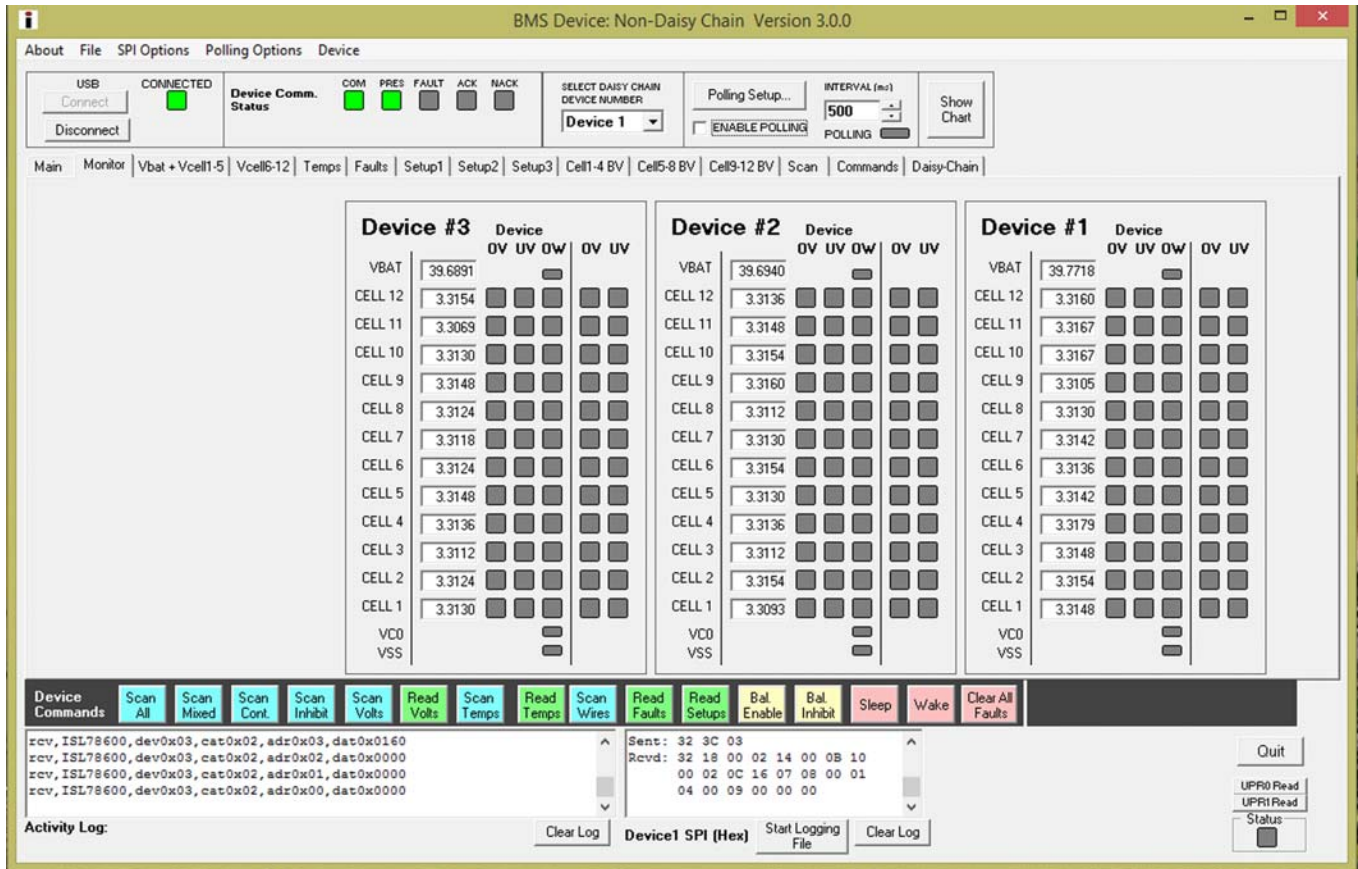 BMS Device: Non-Daisy Chain Version 3.0.0
About File SPI Options Polling Options Device
USB
Connect
Disconnect
CONNECTED
Device Comm.
Status
COM PRES FAULT ACK NACK
SELECT DAISY CHAIN
DEVICE NUMBER
Device 1
Polling Setup...
ENABLE POLLING
INTERVAL (ms)
500
POLLING
Show
Chart
Main Monitor Vbat + Vcell1-5 Vcell6-12 Temps Faults Setup1 Setup2 Setup3 Cell1-4 BV Cell5-8 BV Cell9-12 BV Scan Commands Daisy-Chain
Device #3 Device
OV UV OW OV UV
VBAT 39.6891
CELL 12 3.3154
CELL 11 3.3069
CELL 10 3.3130
CELL 9 3.3148
CELL 8 3.3124
CELL 7 3.3118
CELL 6 3.3124
CELL 5 3.3148
CELL 4 3.3136
CELL 3 3.3112
CELL 2 3.3124
CELL 1 3.3130
VC0
VSS
Device #2 Device
OV UV OW OV UV
VBAT 39.6940
CELL 12 3.3136
CELL 11 3.3148
CELL 10 3.3154
CELL 9 3.3160
CELL 8 3.3112
CELL 7 3.3130
CELL 6 3.3154
CELL 5 3.3130
CELL 4 3.3136
CELL 3 3.3112
CELL 2 3.3154
CELL 1 3.3093
VC0
VSS
Device #1 Device
OV UV OW OV UV
VBAT 39.7718
CELL 12 3.3160
CELL 11 3.3167
CELL 10 3.3167
CELL 9 3.3105
CELL 8 3.3130
CELL 7 3.3142
CELL 6 3.3136
CELL 5 3.3142
CELL 4 3.3179
CELL 3 3.3148
CELL 2 3.3154
CELL 1 3.3148
VC0
VSS
Device
Commands
Scan
All
Scan
Mixed
Scan
Cont.
Scan
Inhibit
Scan
Volts
Read
Volts
Scan
Temps
Read
Temps
Scan
Wires
Read
Faults
Read
Setups
Bal.
Enable
Bal.
Inhibit
Sleep
Wake
Clear All
Faults
rcv,ISL78600,dev0x03,cat0x02,adr0x03,dat0x0160
rcv,ISL78600,dev0x03,cat0x02,adr0x02,dat0x0000
rcv,ISL78600,dev0x03,cat0x02,adr0x01,dat0x0000
rcv,ISL78600,dev0x03,cat0x02,adr0x00,dat0x0000
Activity Log:
Clear Log
Sent: 32 3C 03
Rcvd: 32 18 00 02 14 00 0B 10
00 02 0C 16 07 08 00 01
04 00 09 00 00 00
Device1 SPI (Hex)
Start Logging
File
Clear Log
Quit
UPR0 Read
UPR1 Read
Status